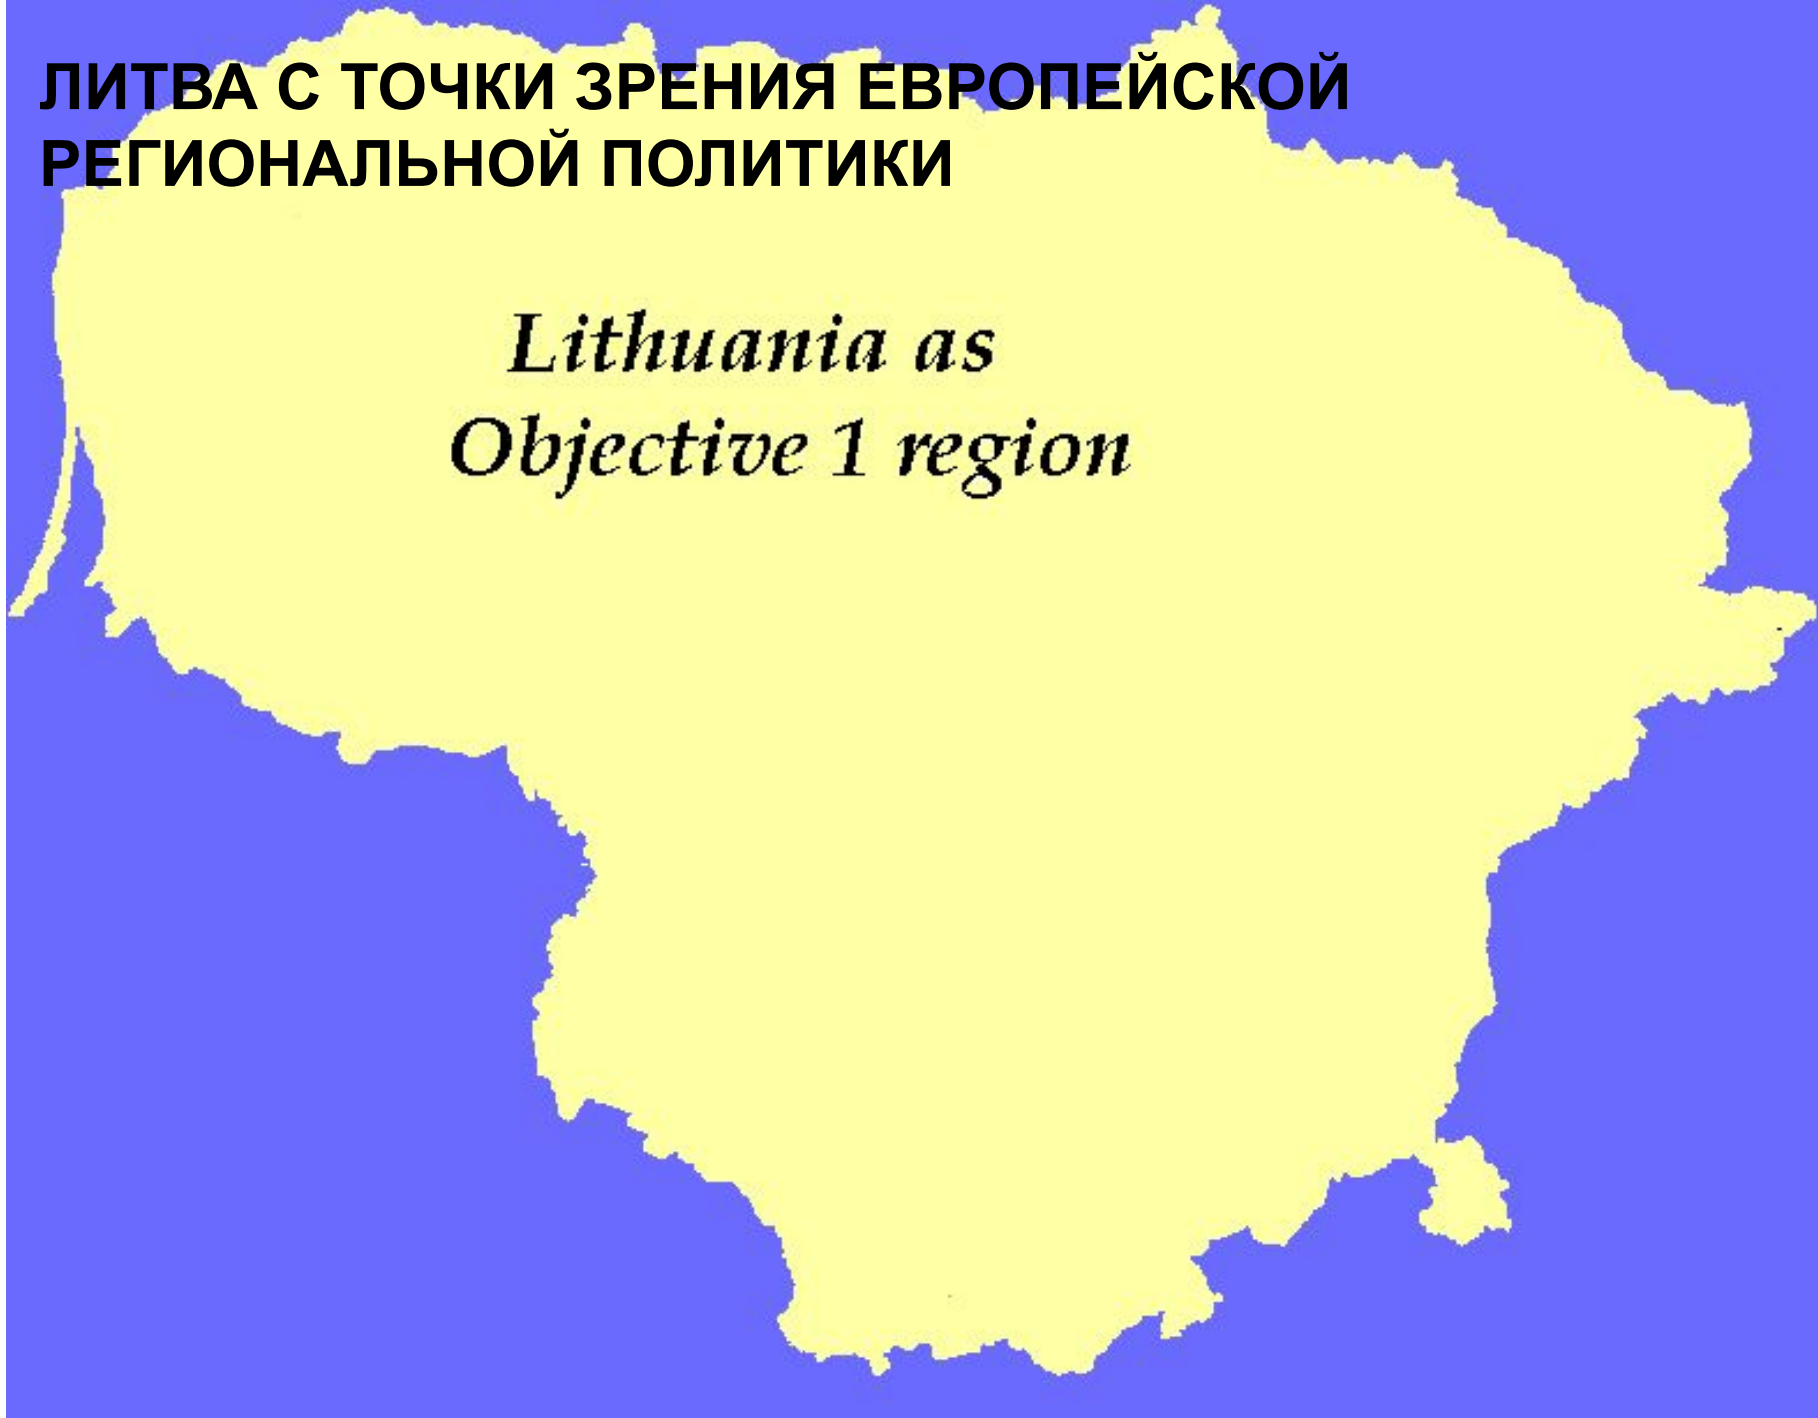 ЛИТВА С ТОЧКИ ЗРЕНИЯ ЕВРОПЕЙСКОЙ
РЕГИОНАЛЬНОЙ ПОЛИТИКИ
Lithuania as
Objective 1 region